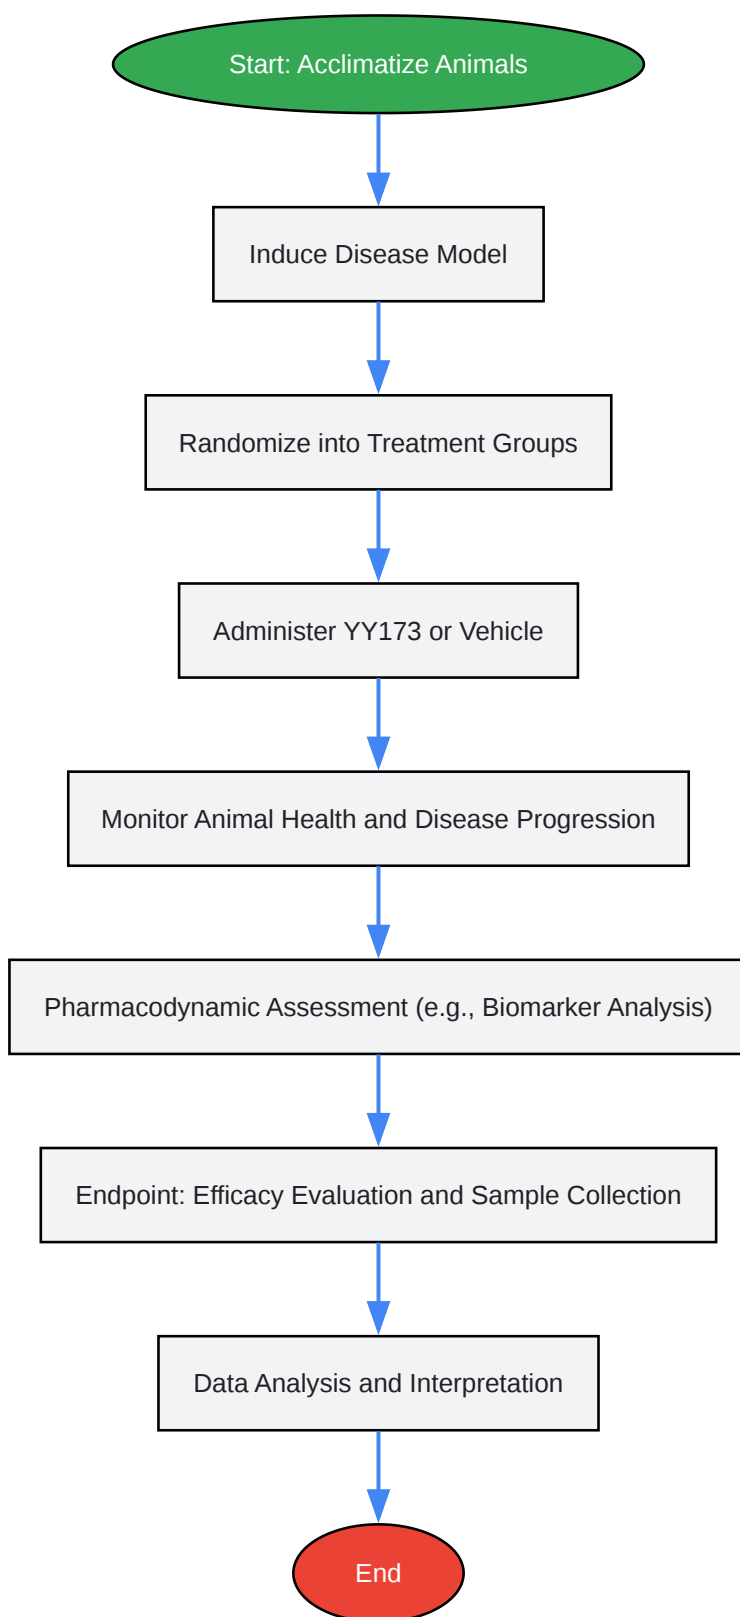 Start: Acclimatize Animals
Induce Disease Model
Randomize into Treatment Groups
Administer YY173 or Vehicle
Monitor Animal Health and Disease Progression
Pharmacodynamic Assessment (e.g., Biomarker Analysis)
Endpoint: Efficacy Evaluation and Sample Collection
Data Analysis and Interpretation
End